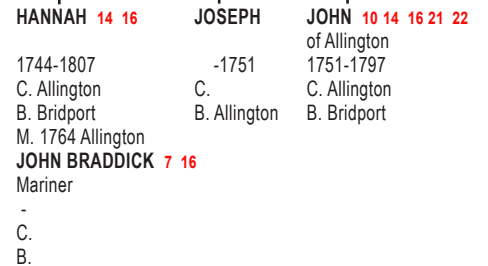 HANNAH 14 16 JOSEPH JOHN 10 14 16 21 22
of Allington
1744-1807 -1751 1751-1797
C. Allington C. C. Allington
B. Bridport B. Allington B. Bridport
M. 1764 Allington
JOHN BRADDICK 7 16
Mariner
-
C.
B.